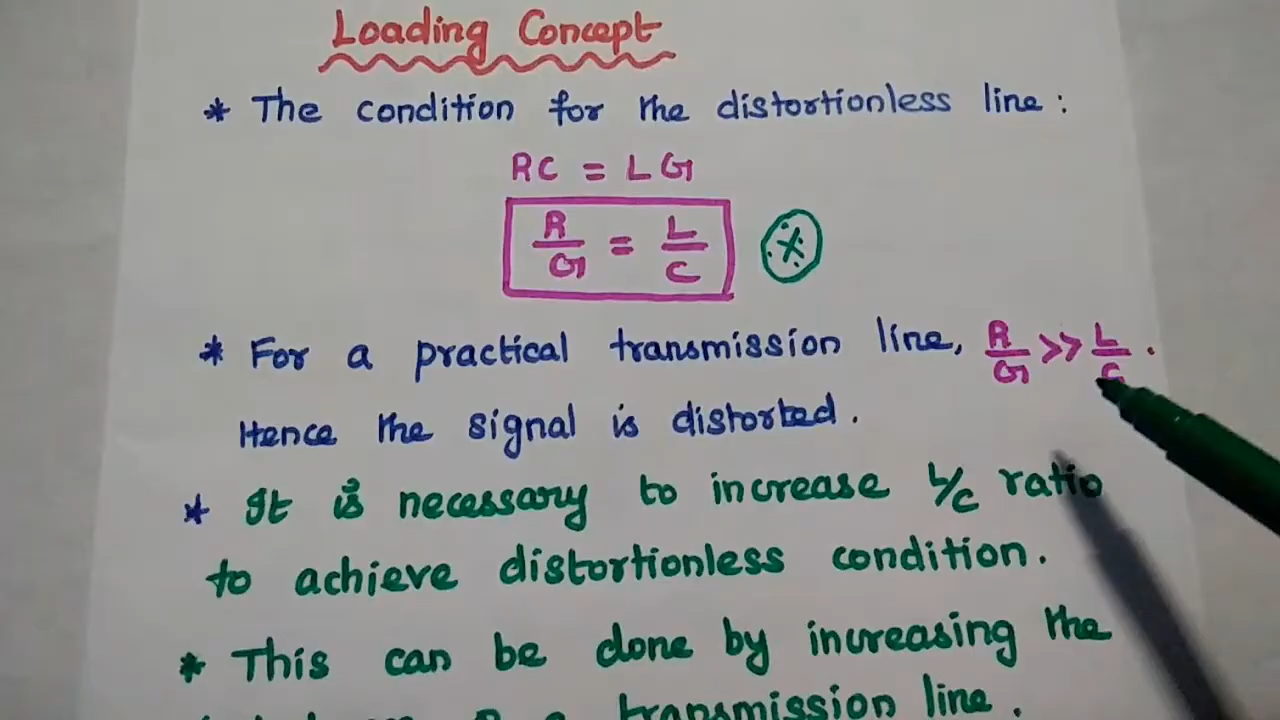 Loading Concept
* The condition for the distortionless line :
RC = LG
R/G = L/C *
* For a practical transmission line, R/G >> L/C .
Hence the signal is distorted .
* It is necessary to increase L/C ratio
to achieve distortionless condition .
* This can be done by increasing the
transmission line .